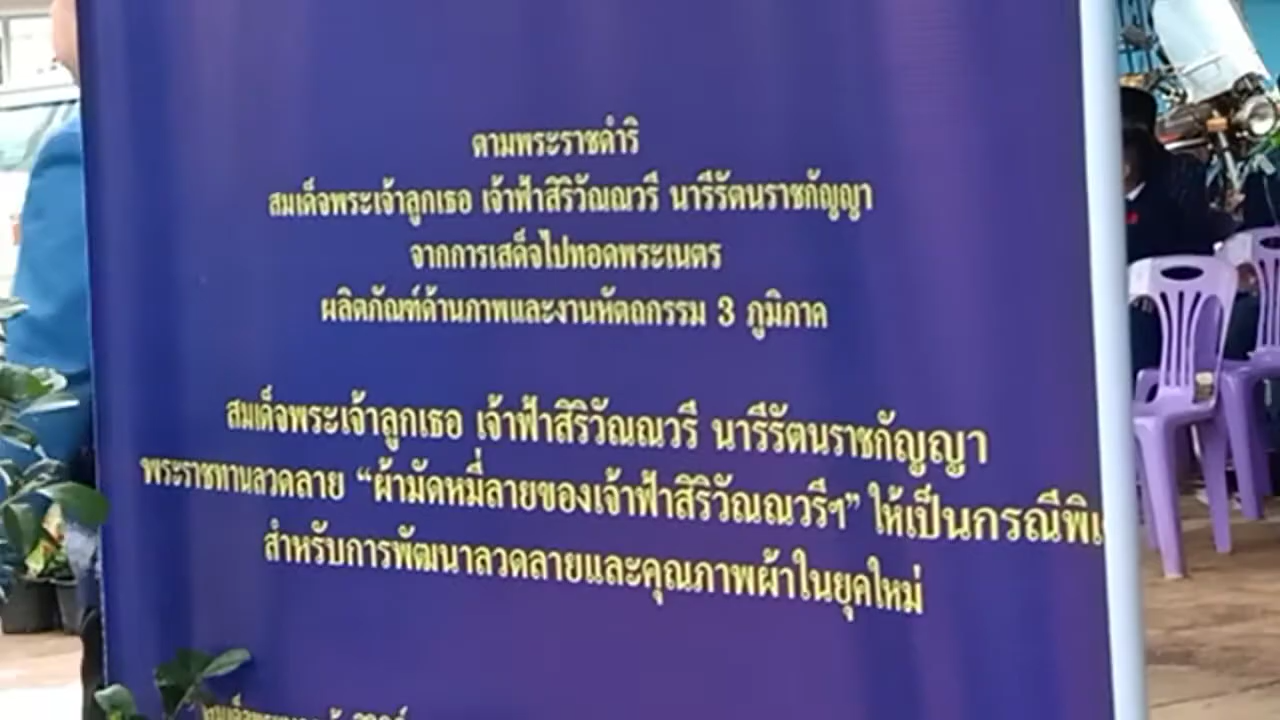 ตามพระราชดำริ
สมเด็จพระเจ้าลูกเธอ เจ้าฟ้าสิริวัณณวรี นารีรัตนราชกัญญา
จากการเสด็จไปทอดพระเนตร
ผลิตภัณฑ์ด้านภาพและงานหัตถกรรม 3 ภูมิภาค
สมเด็จพระเจ้าลูกเธอ เจ้าฟ้าสิริวัณณวรี นารีรัตนราชกัญญา
พระราชทานลวดลาย “ผ้ามัดหมี่ลายของเจ้าฟ้าสิริวัณณวรีฯ” ให้เป็นกรณี
สำหรับการพัฒนาลวดลายและคุณภาพผ้าในยุคใหม่